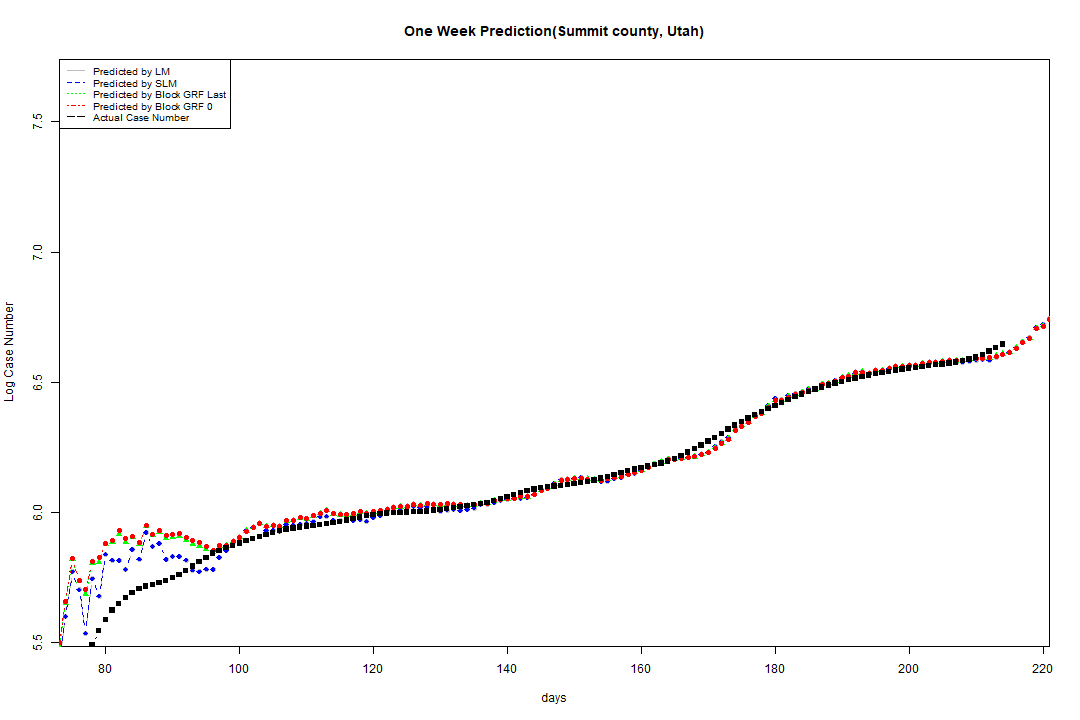 One Week Prediction(Summit county, Utah)
Predicted by LM
Predicted by SLM
Predicted by Block GRF Last
Predicted by Block GRF 0
Actual Case Number
7.5
7.0
6.5
6.0
5.5
Log Case Number
80 100 120 140 160 180 200 220
days